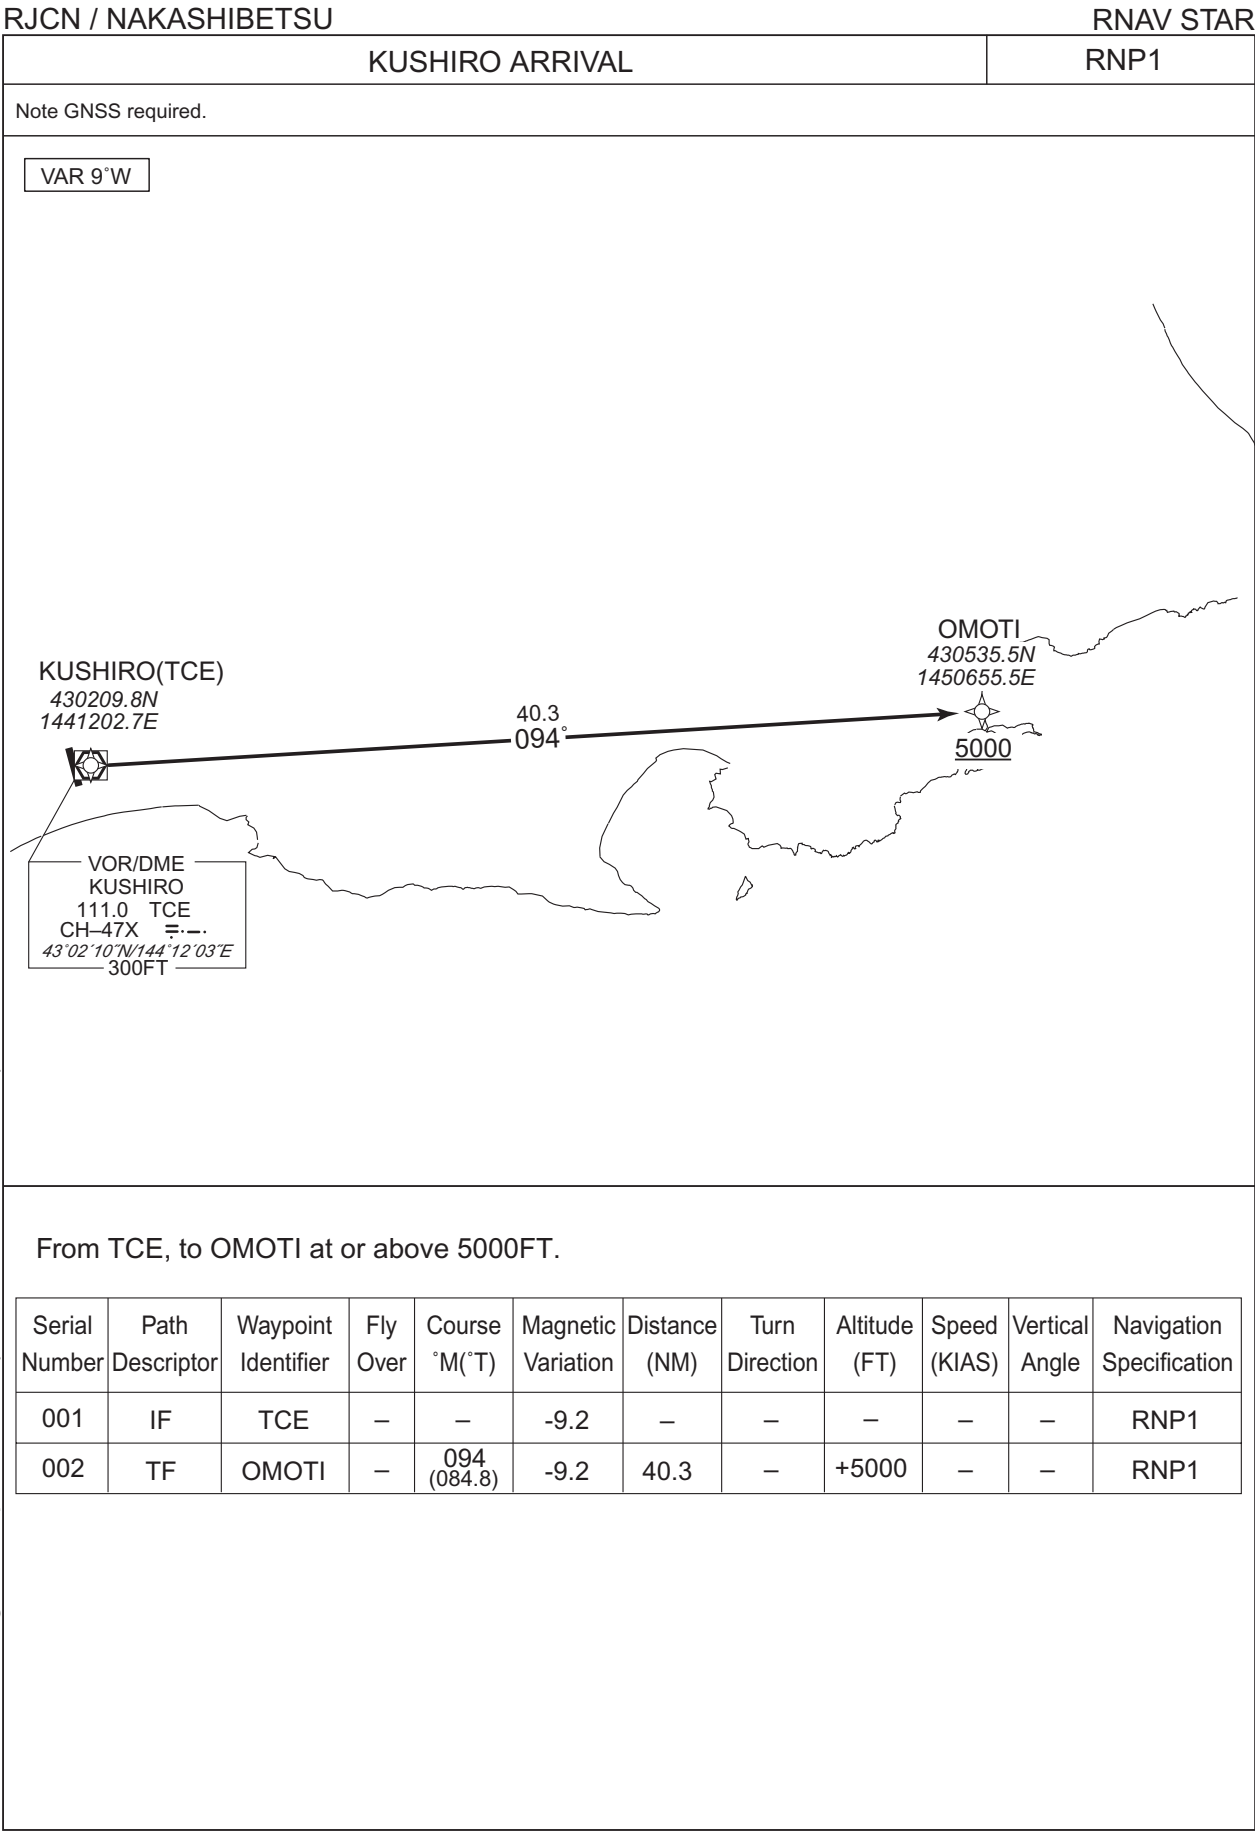 RJCN / NAKASHIBETSU
RNAV STAR
KUSHIRO ARRIVAL
RNP1
Note GNSS required.
VAR 9˚W
OMOTI
430535.5N
1450655.5E
5000
KUSHIRO(TCE)
430209.8N
1441202.7E
40.3
094˚
VOR/DME
KUSHIRO
111.0 TCE
CH–47X
43˚02´10˝N/144˚12´03˝E
300FT
From TCE, to OMOTI at or above 5000FT.
Serial Number Path Descriptor Waypoint Identifier Fly Over Course ˚M(˚T) Magnetic Variation Distance (NM) Turn Direction Altitude (FT) Speed (KIAS) Vertical Angle Navigation Specification
001 IF TCE – – -9.2 – – – – – RNP1
002 TF OMOTI – 094 (084.8) -9.2 40.3 – +5000 – – RNP1